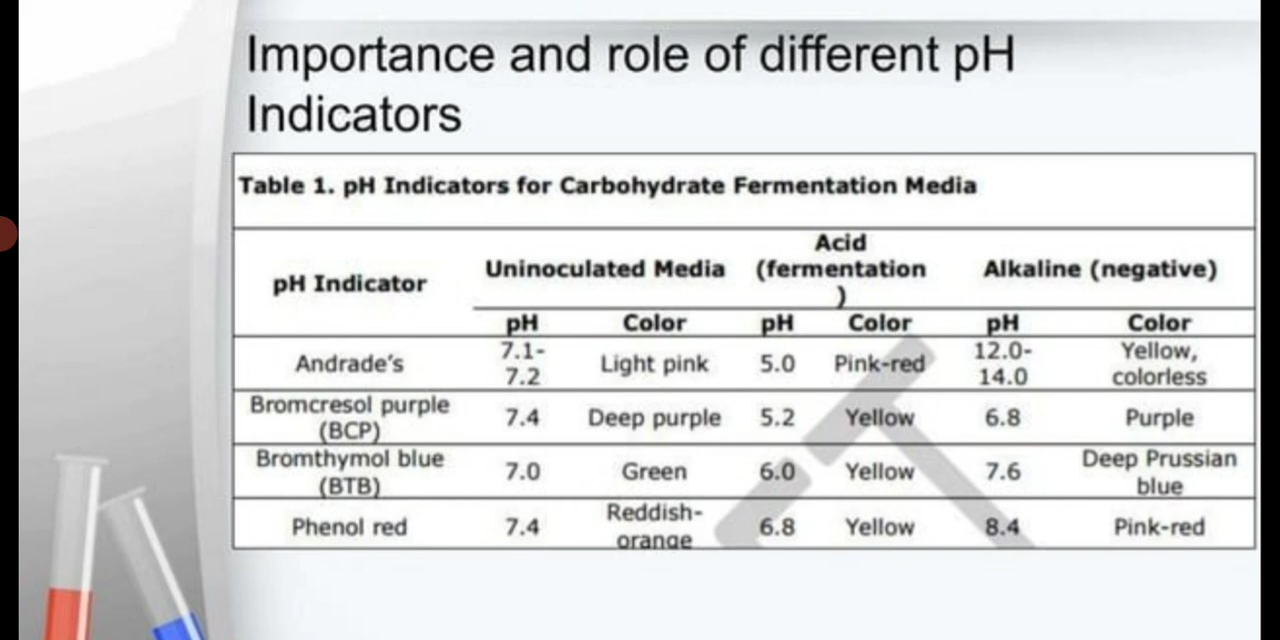 Importance and role of different pH
Indicators
Table 1. pH Indicators for Carbohydrate Fermentation Media
pH Indicator
Uninoculated Media
Acid
(fermentation
)
Alkaline (negative)
pH Color pH Color pH Color
Andrade's 7.1-7.2 Light pink 5.0 Pink-red 12.0-14.0 Yellow, colorless
Bromcresol purple (BCP) 7.4 Deep purple 5.2 Yellow 6.8 Purple
Bromthymol blue (BTB) 7.0 Green 6.0 Yellow 7.6 Deep Prussian blue
Phenol red 7.4 Reddish-orange 6.8 Yellow 8.4 Pink-red